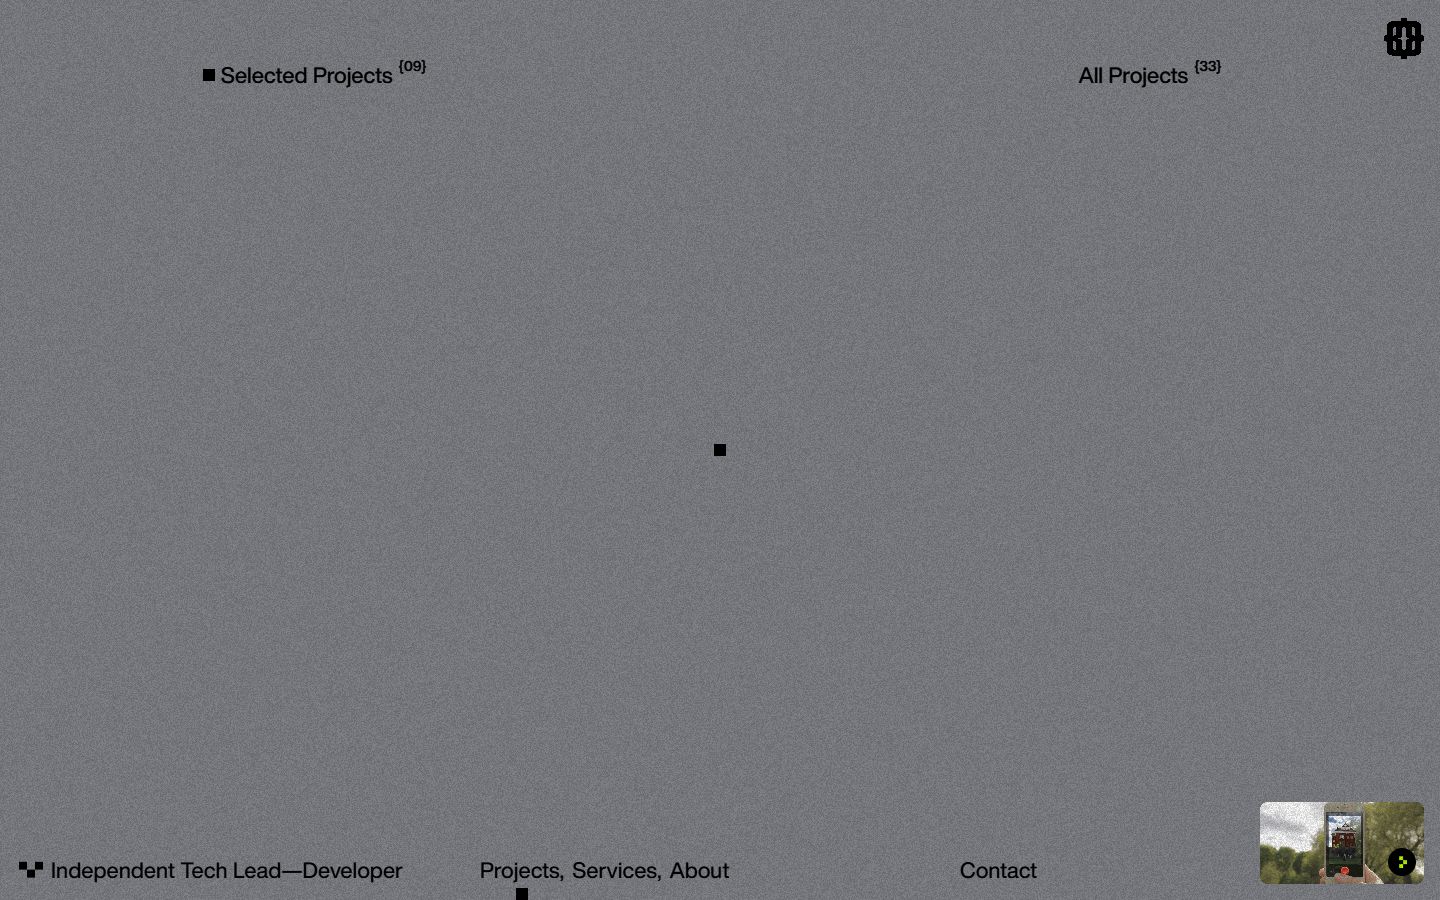 Selected Projects {09}
All Projects {33}
Independent Tech Lead—Developer
Projects, Services, About
Contact